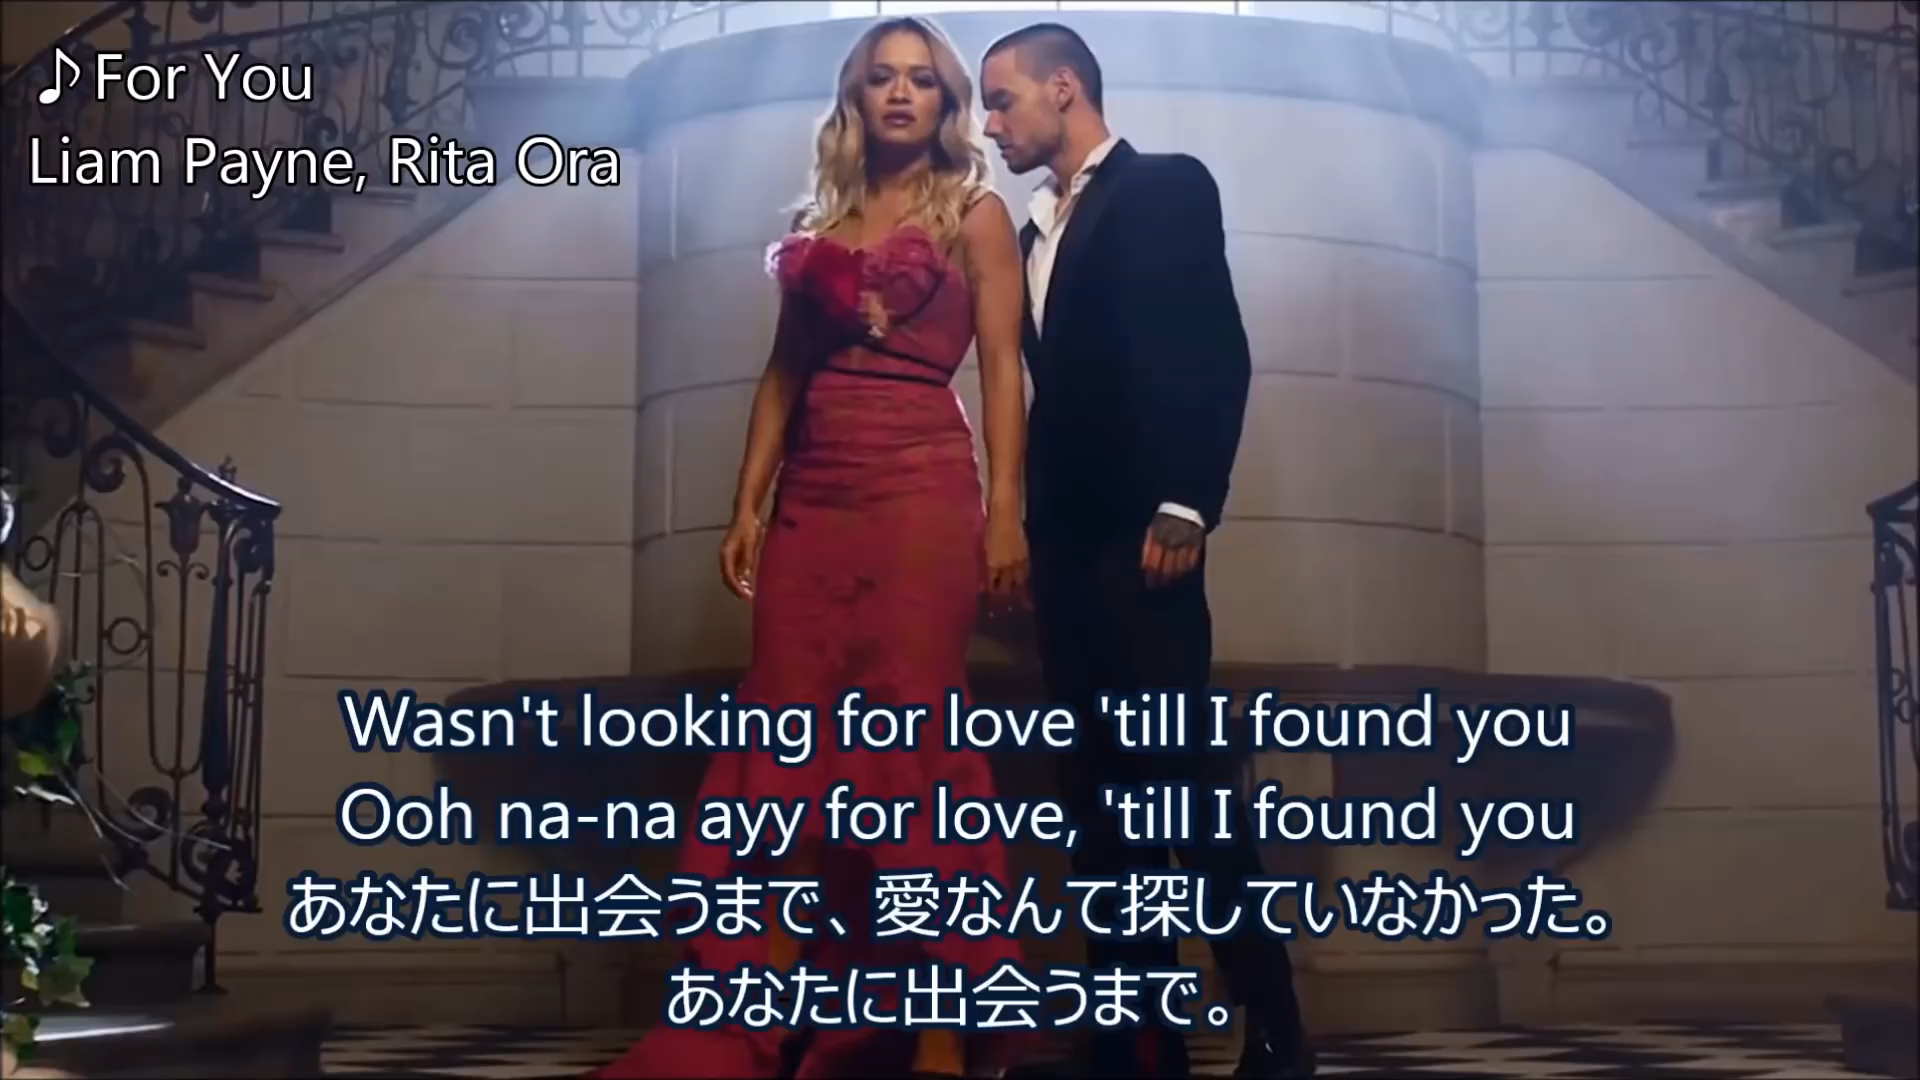 ♪For You
Liam Payne, Rita Ora
Wasn't looking for love 'till I found you
Ooh na-na ayy for love, 'till I found you
あなたに出会うまで、愛なんて探していなかった。
あなたに出会うまで。